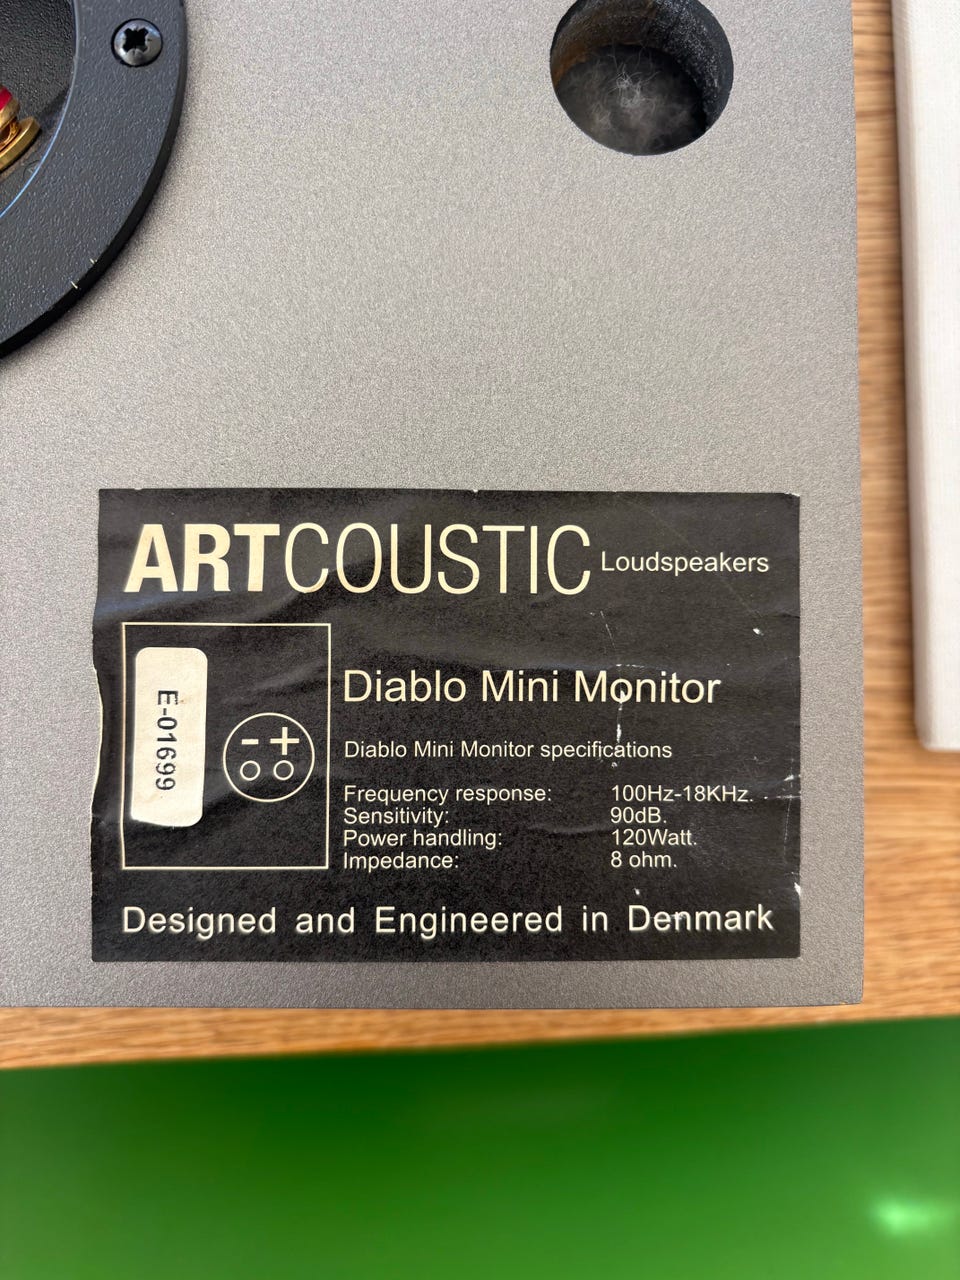 ARTCOUSTIC Loudspeakers
E-01699
- +
Diablo Mini Monitor
Diablo Mini Monitor specifications
Frequency response: 100Hz-18KHz.
Sensitivity: 90dB.
Power handling: 120Watt.
Impedance: 8 ohm.
Designed and Engineered in Denmark